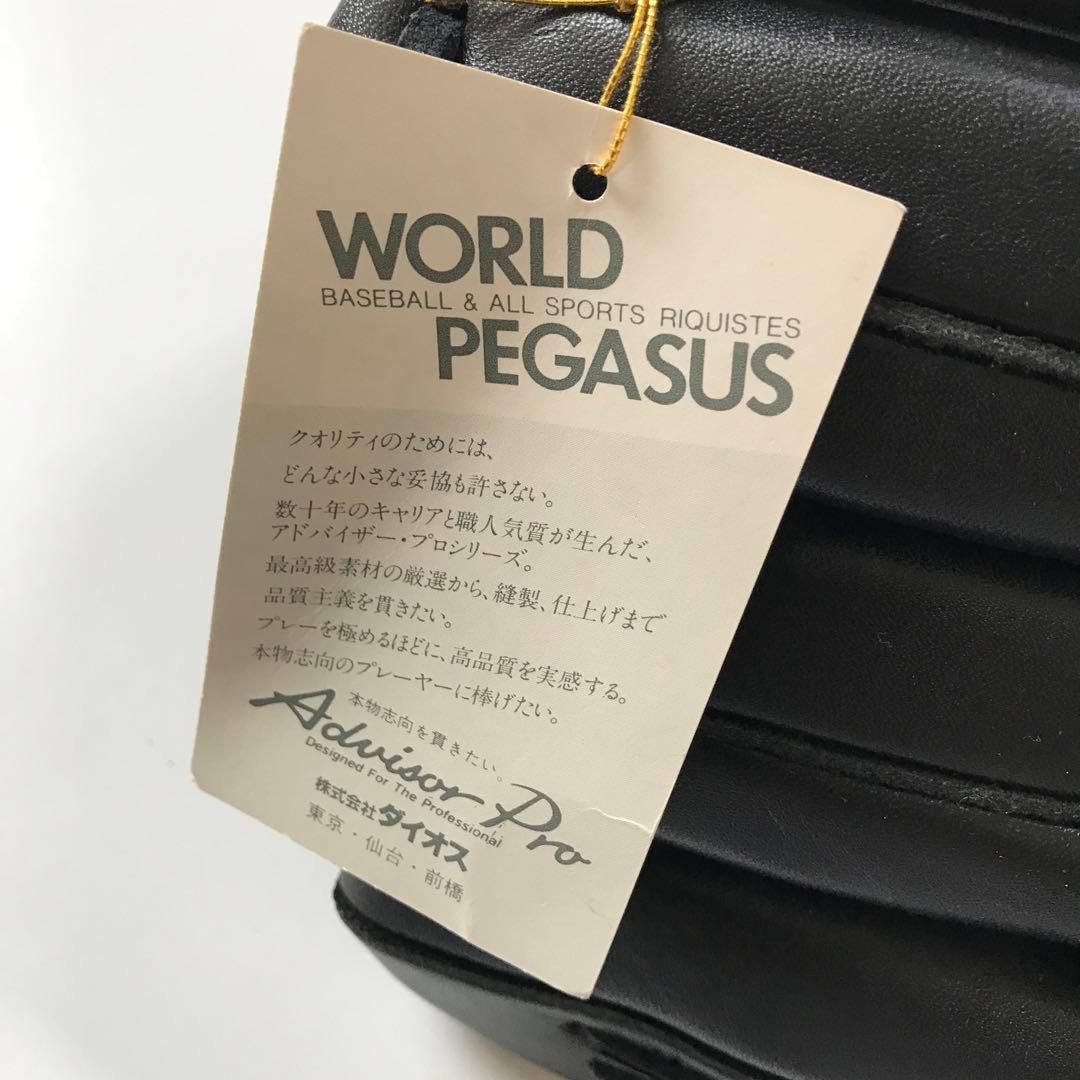 WORLD
BASEBALL & ALL SPORTS RIQUISTES
PEGASUS
クオリティのためには、
どんな小さな妥協も許さない。
数十年のキャリアと職人気質が生んだ、
アドバイザー・プロシリーズ。
最高級素材の厳選から、縫製、仕上げまで
品質主義を貫きたい。
プレーを極めるほどに、高品質を実感する。
本物志向のプレーヤーに棒げたい。
本物志向を貫きたい。
Advisor Pro
Designed For The Professional
株式会社ダイオス
東京・仙台・前橋